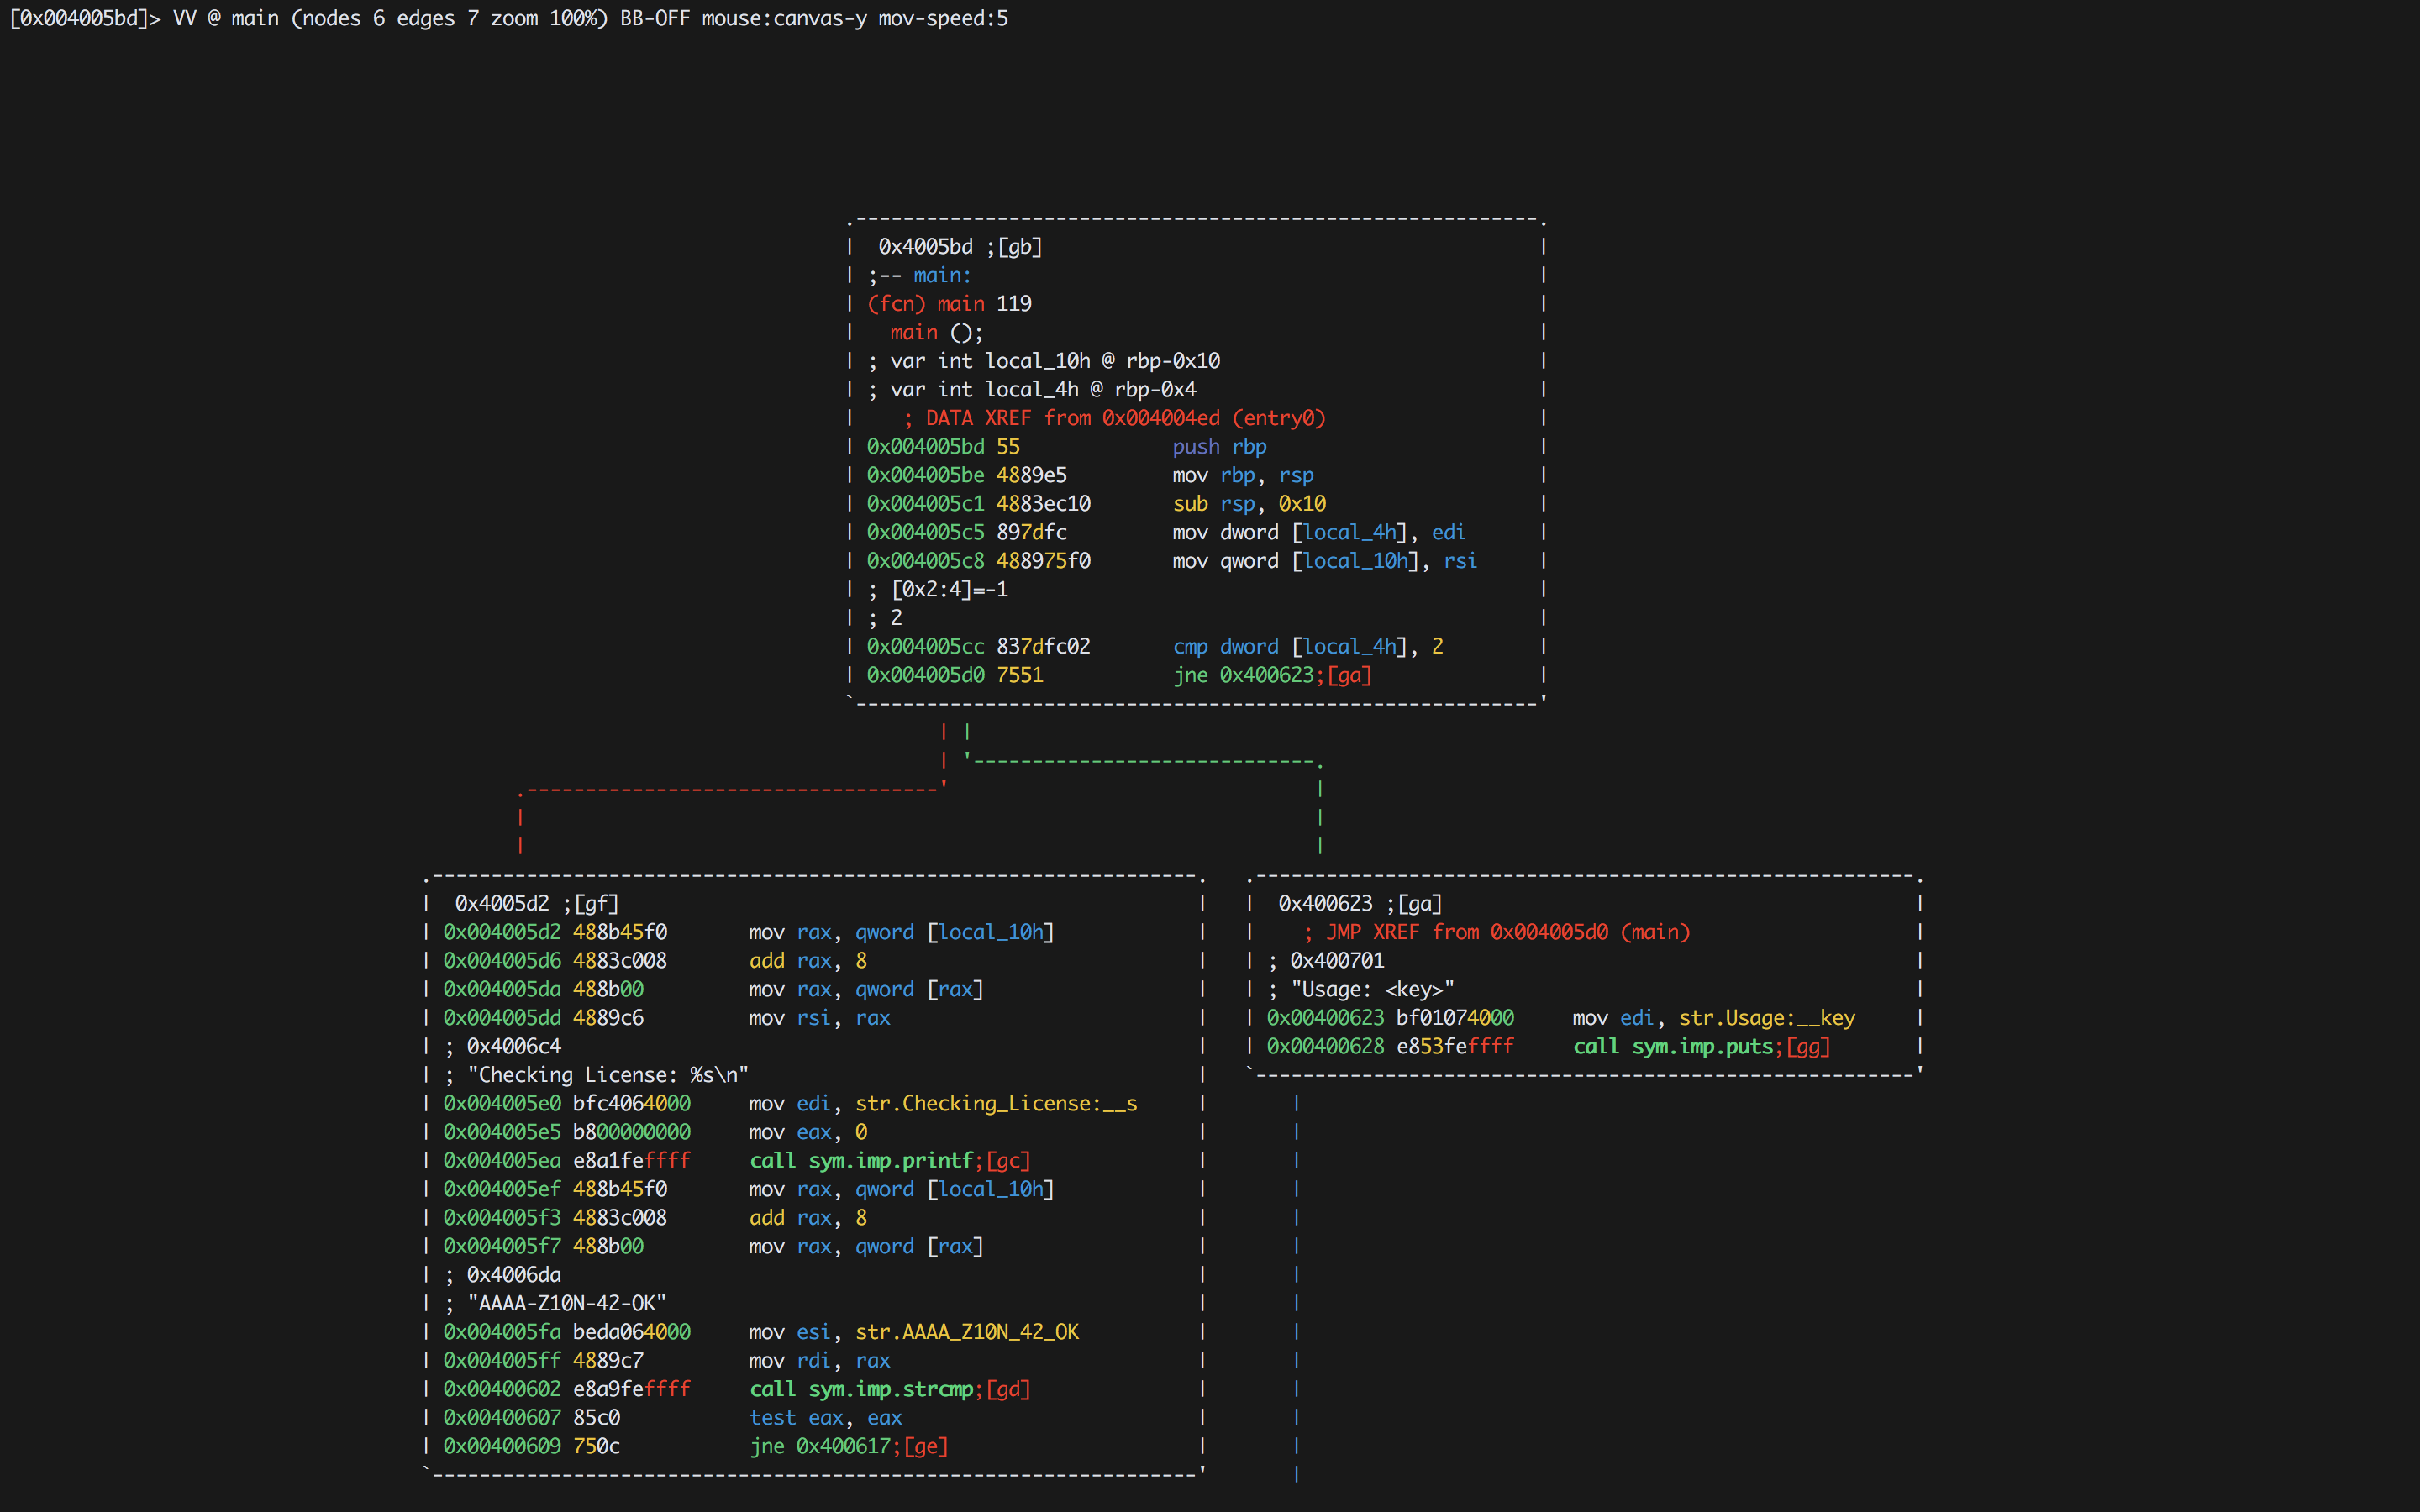 [0x004005bd]> VV @ main (nodes 6 edges 7 zoom 100%) BB-OFF mouse:canvas-y mov-speed:5
0x4005bd ;[gb]
;-- main:
(fcn) main 119
main ();
; var int local_10h @ rbp-0x10
; var int local_4h @ rbp-0x4
; DATA XREF from 0x004004ed (entry0)
0x004005bd 55 push rbp
0x004005be 4889e5 mov rbp, rsp
0x004005c1 4883ec10 sub rsp, 0x10
0x004005c5 897dfc mov dword [local_4h], edi
0x004005c8 488975f0 mov qword [local_10h], rsi
; [0x2:4]=-1
; 2
0x004005cc 837dfc02 cmp dword [local_4h], 2
0x004005d0 7551 jne 0x400623;[ga]
0x4005d2 ;[gf]
0x004005d2 488b45f0 mov rax, qword [local_10h]
0x004005d6 4883c008 add rax, 8
0x004005da 488b00 mov rax, qword [rax]
0x004005dd 4889c6 mov rsi, rax
; 0x4006c4
; "Checking License: %s\n"
0x004005e0 bfc4064000 mov edi, str.Checking_License:__s
0x004005e5 b800000000 mov eax, 0
0x004005ea e8a1feffff call sym.imp.printf;[gc]
0x004005ef 488b45f0 mov rax, qword [local_10h]
0x004005f3 4883c008 add rax, 8
0x004005f7 488b00 mov rax, qword [rax]
; 0x4006da
; "AAAA-Z10N-42-OK"
0x004005fa beda064000 mov esi, str.AAAA_Z10N_42_OK
0x004005ff 4889c7 mov rdi, rax
0x00400602 e8a9feffff call sym.imp.strcmp;[gd]
0x00400607 85c0 test eax, eax
0x00400609 750c jne 0x400617;[ge]
0x400623 ;[ga]
; JMP XREF from 0x004005d0 (main)
; 0x400701
; "Usage: <key>"
0x00400623 bf01074000 mov edi, str.Usage:__key
0x00400628 e853feffff call sym.imp.puts;[gg]